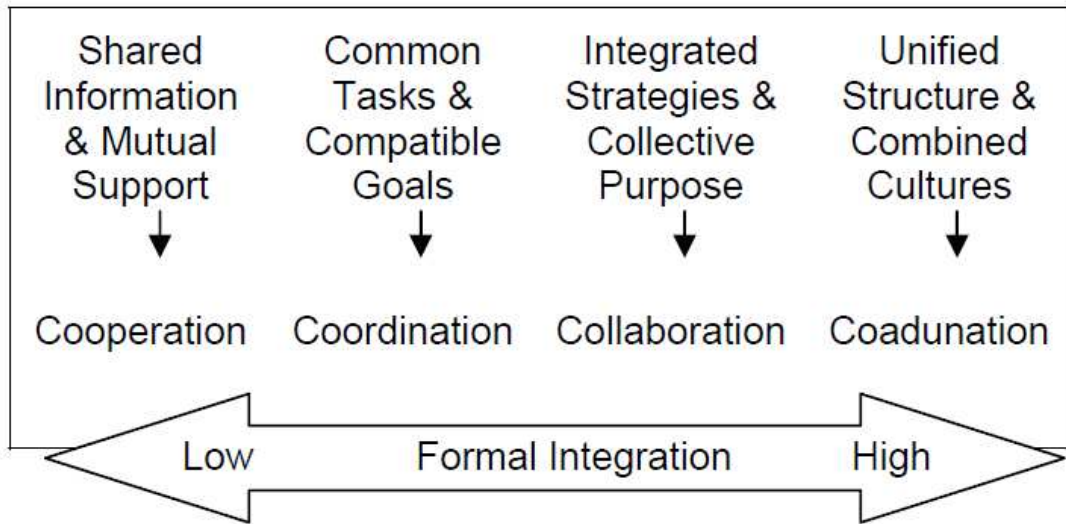 Shared
Information
& Mutual
Support
Common
Tasks &
Compatible
Goals
Integrated
Strategies &
Collective
Purpose
Unified
Structure &
Combined
Cultures
Cooperation
Coordination
Collaboration
Coadunation
Low
Formal Integration
High